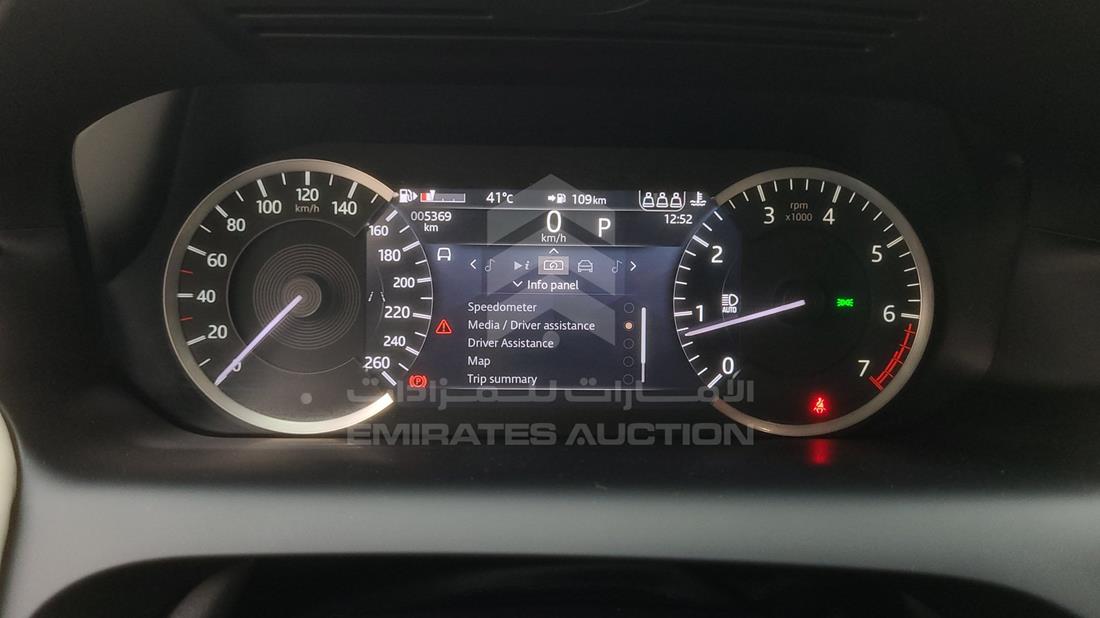 41°C 109km
005369 km
0 km/h P 12:52
Info panel
Speedometer
Media / Driver assistance
Driver Assistance
Map
Trip summary
0 20 40 60 80 100 120 140 160 180 200 220 240 260
km/h
0 1 2 3 4 5 6 7
rpm x1000
AUTO
الإمارات للمزادات
EMIRATES AUCTION